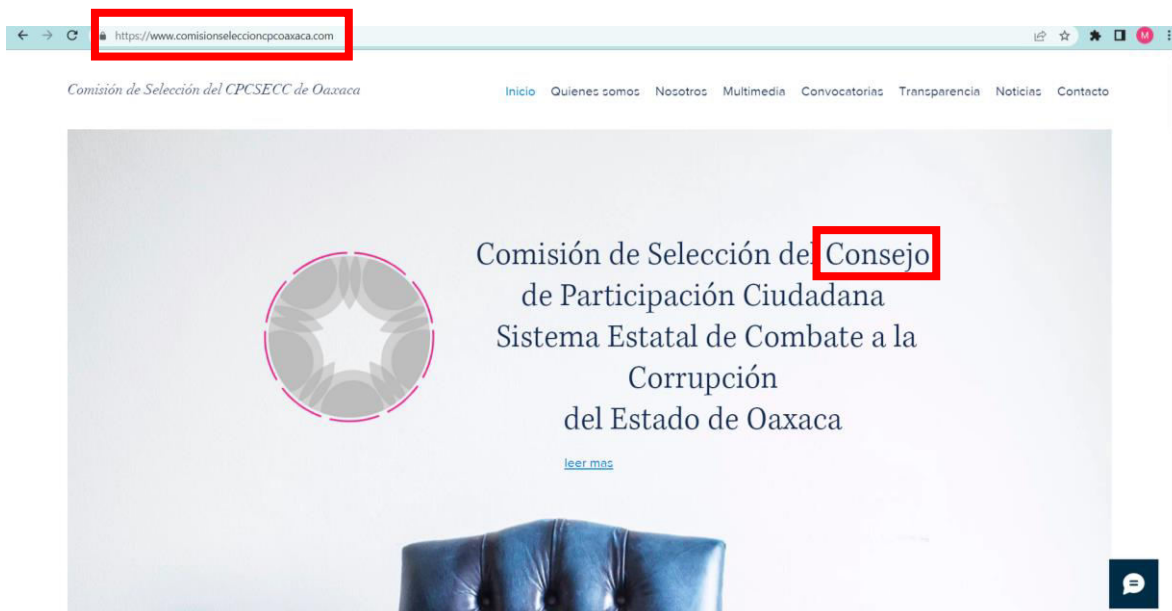 https://www.comisionseleccioncpcoaxaca.com
M
Comisión de Selección del CPCSECC de Oaxaca
Inicio Quienes somos Nosotros Multimedia Convocatorias Transparencia Noticias Contacto
Comisión de Selección del Consejo
de Participación Ciudadana
Sistema Estatal de Combate a la
Corrupción
del Estado de Oaxaca
leer mas